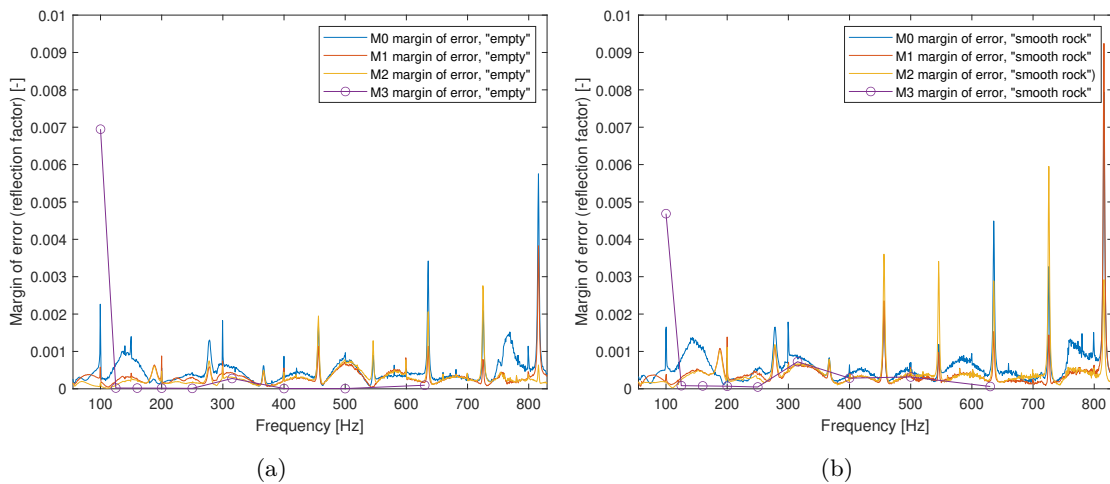 0.01
0.009
0.008
0.007
0.006
0.005
0.004
0.003
0.002
0.001
0
Margin of error (reflection factor) [-]
M0 margin of error, "empty"
M1 margin of error, "empty"
M2 margin of error, "empty"
M3 margin of error, "empty"
100 200 300 400 500 600 700 800
Frequency [Hz]
(a)
0.01
0.009
0.008
0.007
0.006
0.005
0.004
0.003
0.002
0.001
0
Margin of error (reflection factor) [-]
M0 margin of error, "smooth rock"
M1 margin of error, "smooth rock"
M2 margin of error, "smooth rock")
M3 margin of error, "smooth rock"
100 200 300 400 500 600 700 800
Frequency [Hz]
(b)